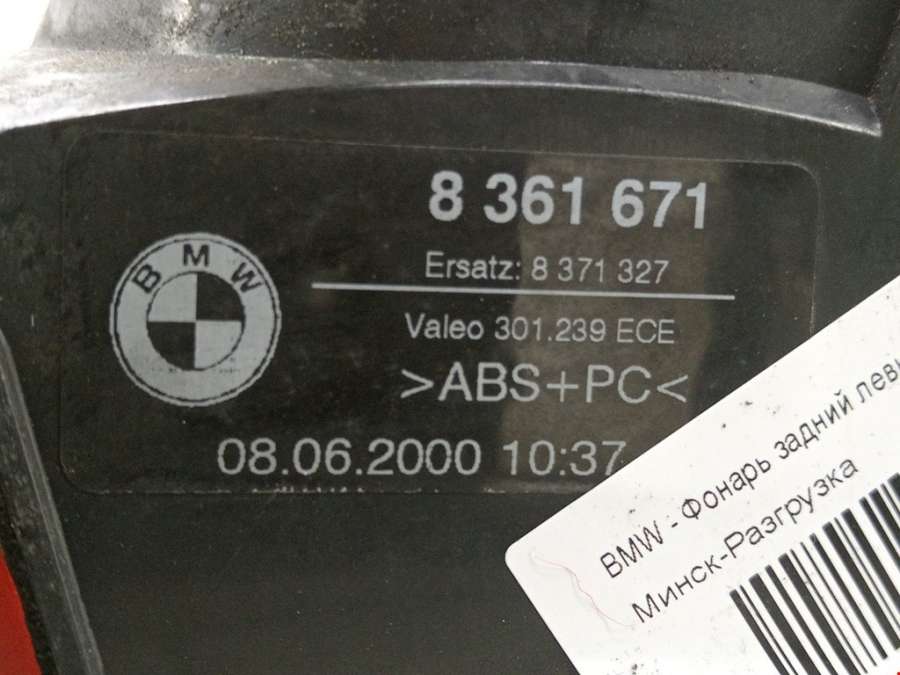 8 361 671
Ersatz: 8 371 327
BMW
Valeo 301.239 ECE
>ABS+PC<
08.06.2000 10:37
BMW - Фонарь задний
Минск-Разгрузка